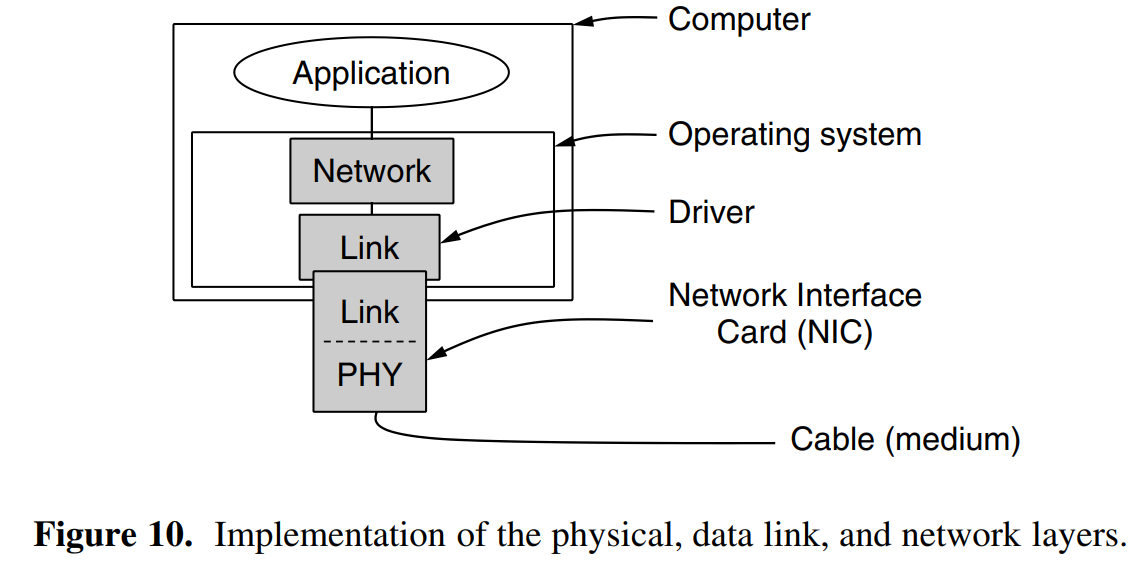 Computer
Application
Operating system
Network
Driver
Link
Network Interface
Card (NIC)
Link
PHY
Cable (medium)
Figure 10. Implementation of the physical, data link, and network layers.